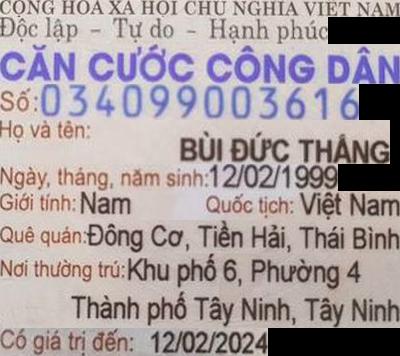 CỘNG HÒA XÃ HỘI CHỦ NGHĨA VIỆT NAM
Độc lập - Tự do - Hạnh phúc
CĂN CƯỚC CÔNG DÂN
Số: 034099003616
Họ và tên:
BÙI ĐỨC THẮNG
Ngày, tháng, năm sinh: 12/02/1999
Giới tính: Nam Quốc tịch: Việt Nam
Quê quán: Đông Cơ, Tiền Hải, Thái Bình
Nơi thường trú: Khu phố 6, Phường 4
Thành phố Tây Ninh, Tây Ninh
Có giá trị đến: 12/02/2024